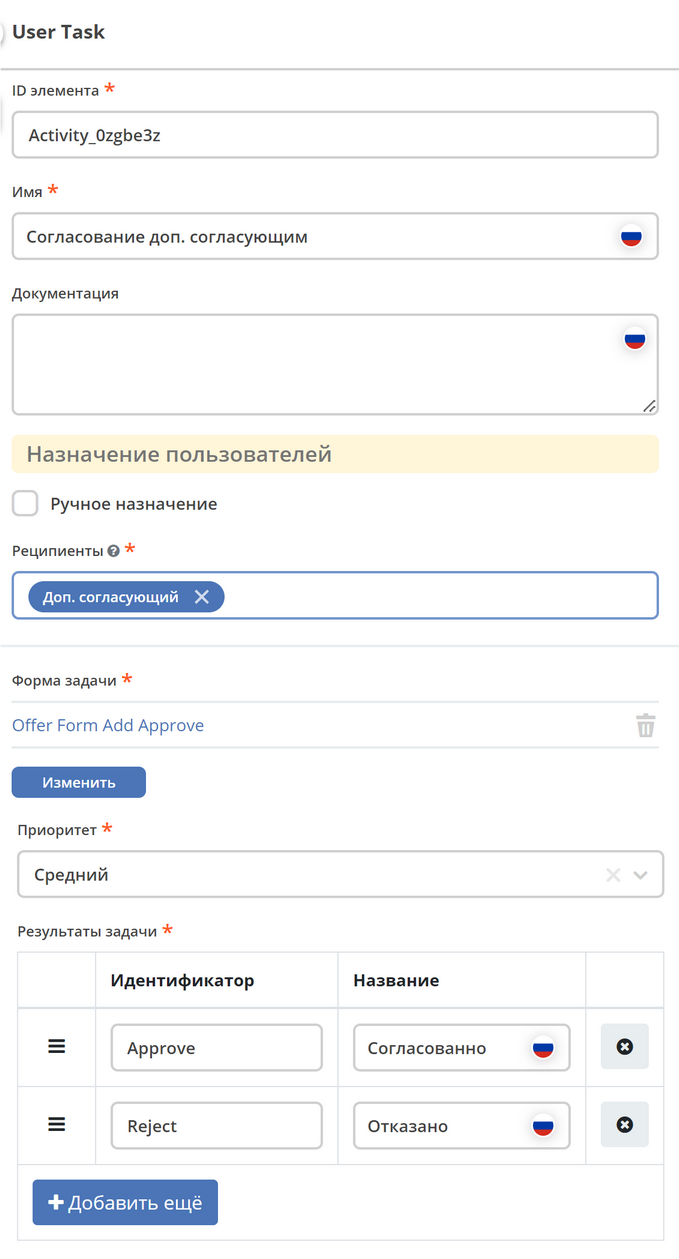 User Task
ID элемента *
Activity_0zgbe3z
Имя *
Согласование доп. согласующим
Документация
Назначение пользователей
Ручное назначение
Реципиенты ? *
Доп. согласующий
Форма задачи *
Offer Form Add Approve
Изменить
Приоритет *
Средний
Результаты задачи *
Идентификатор Название
Approve Согласованно
Reject Отказано
+ Добавить ещё